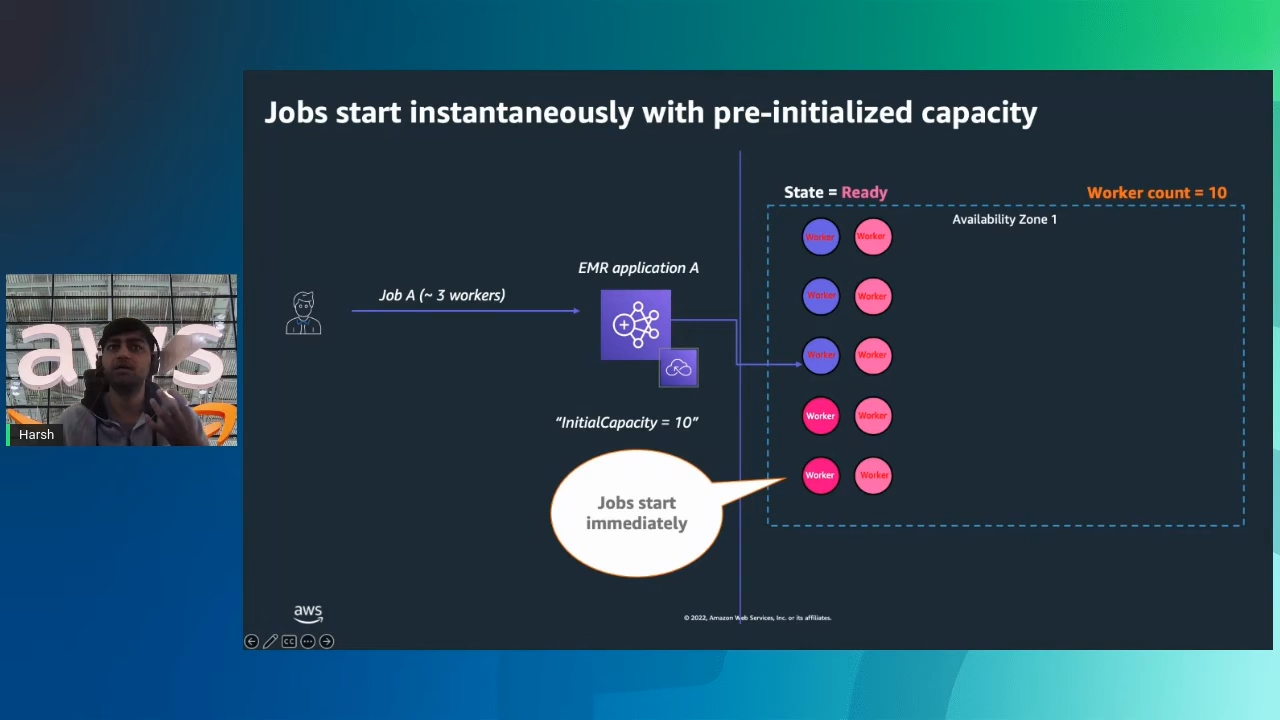 Jobs start instantaneously with pre-initialized capacity
State = Ready
Worker count = 10
Availability Zone 1
Worker Worker
EMR application A
Job A (~ 3 workers)
Worker Worker
Worker Worker
"InitialCapacity = 10"
Worker Worker
Worker Worker
Jobs start
immediately
aws
Harsh
aws
© 2022, Amazon Web Services, Inc. or its affiliates.
CC